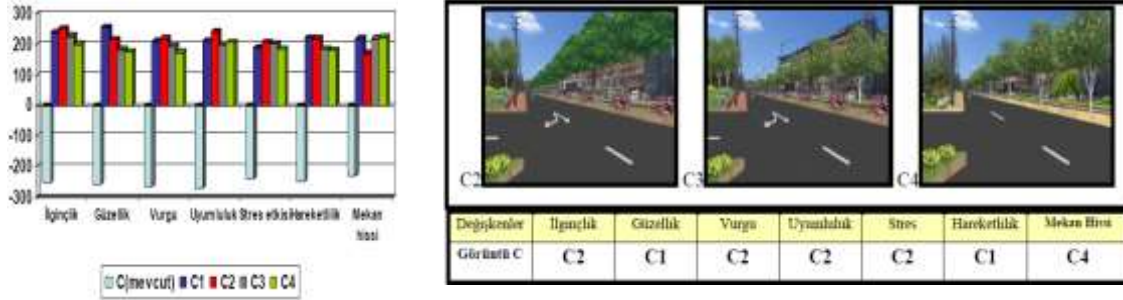 300
200
100
0
-100
-200
-300
İlginçlik Güzellik Vurgu Uyumluluk Stres etkisi Hareketlilik Mekan hissi
C(mevcut) C1 C2 C3 C4
C2 C3 C4
Değişkenler İlginçlik Güzellik Vurgu Uyumluluk Stres Hareketlilik Mekan Hissi
Görüntü C C2 C1 C2 C2 C2 C1 C4